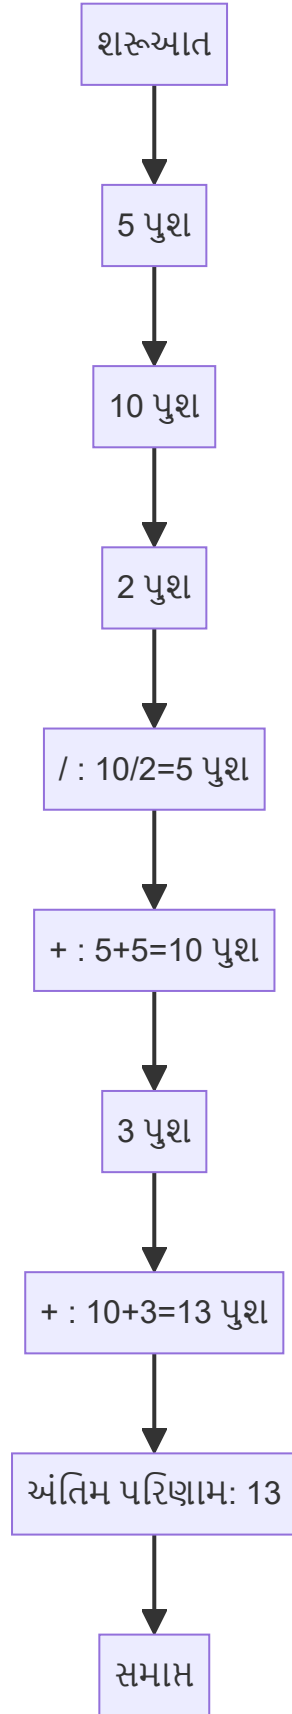 શરૂઆત
5 પુશ
10 પુશ
2 પુશ
/ : 10/2=5 પુશ
+ : 5+5=10 પુશ
3 પુશ
+ : 10+3=13 પુશ
અંતિમ પરિણામ: 13
સમાપ્ત